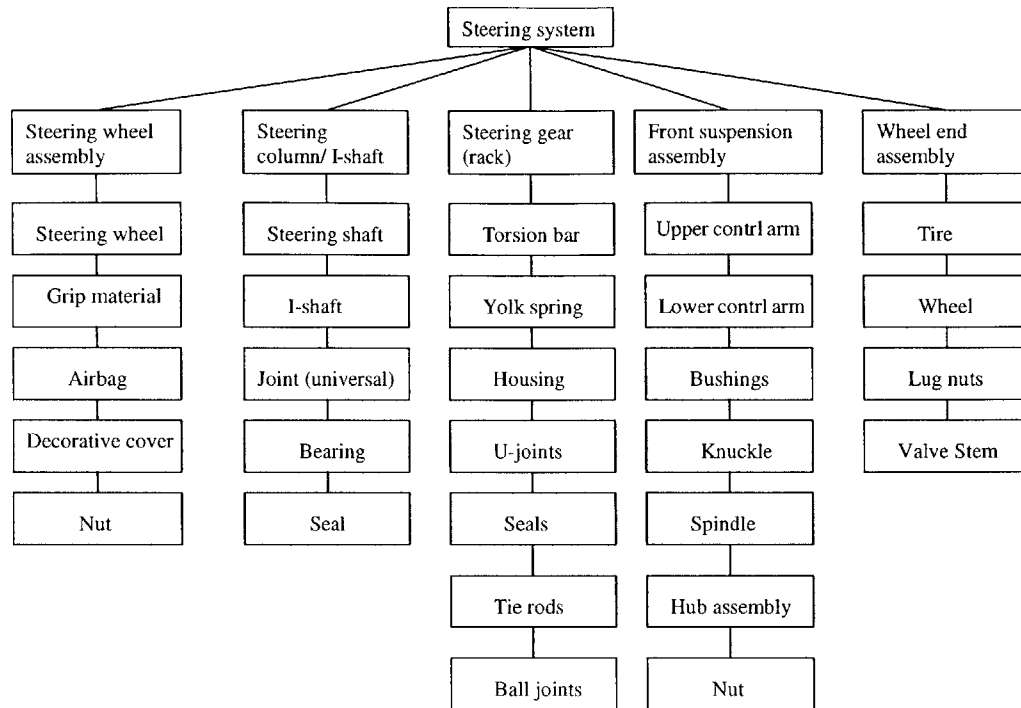 Steering system
Steering wheel
assembly
Steering
column/ I-shaft
Steering gear
(rack)
Front suspension
assembly
Wheel end
assembly
Steering wheel
Steering shaft
Torsion bar
Upper contrl arm
Tire
Grip material
I-shaft
Yolk spring
Lower contrl arm
Wheel
Airbag
Joint (universal)
Housing
Bushings
Lug nuts
Decorative cover
Bearing
U-joints
Knuckle
Valve Stem
Nut
Seal
Seals
Spindle
Tie rods
Hub assembly
Ball joints
Nut